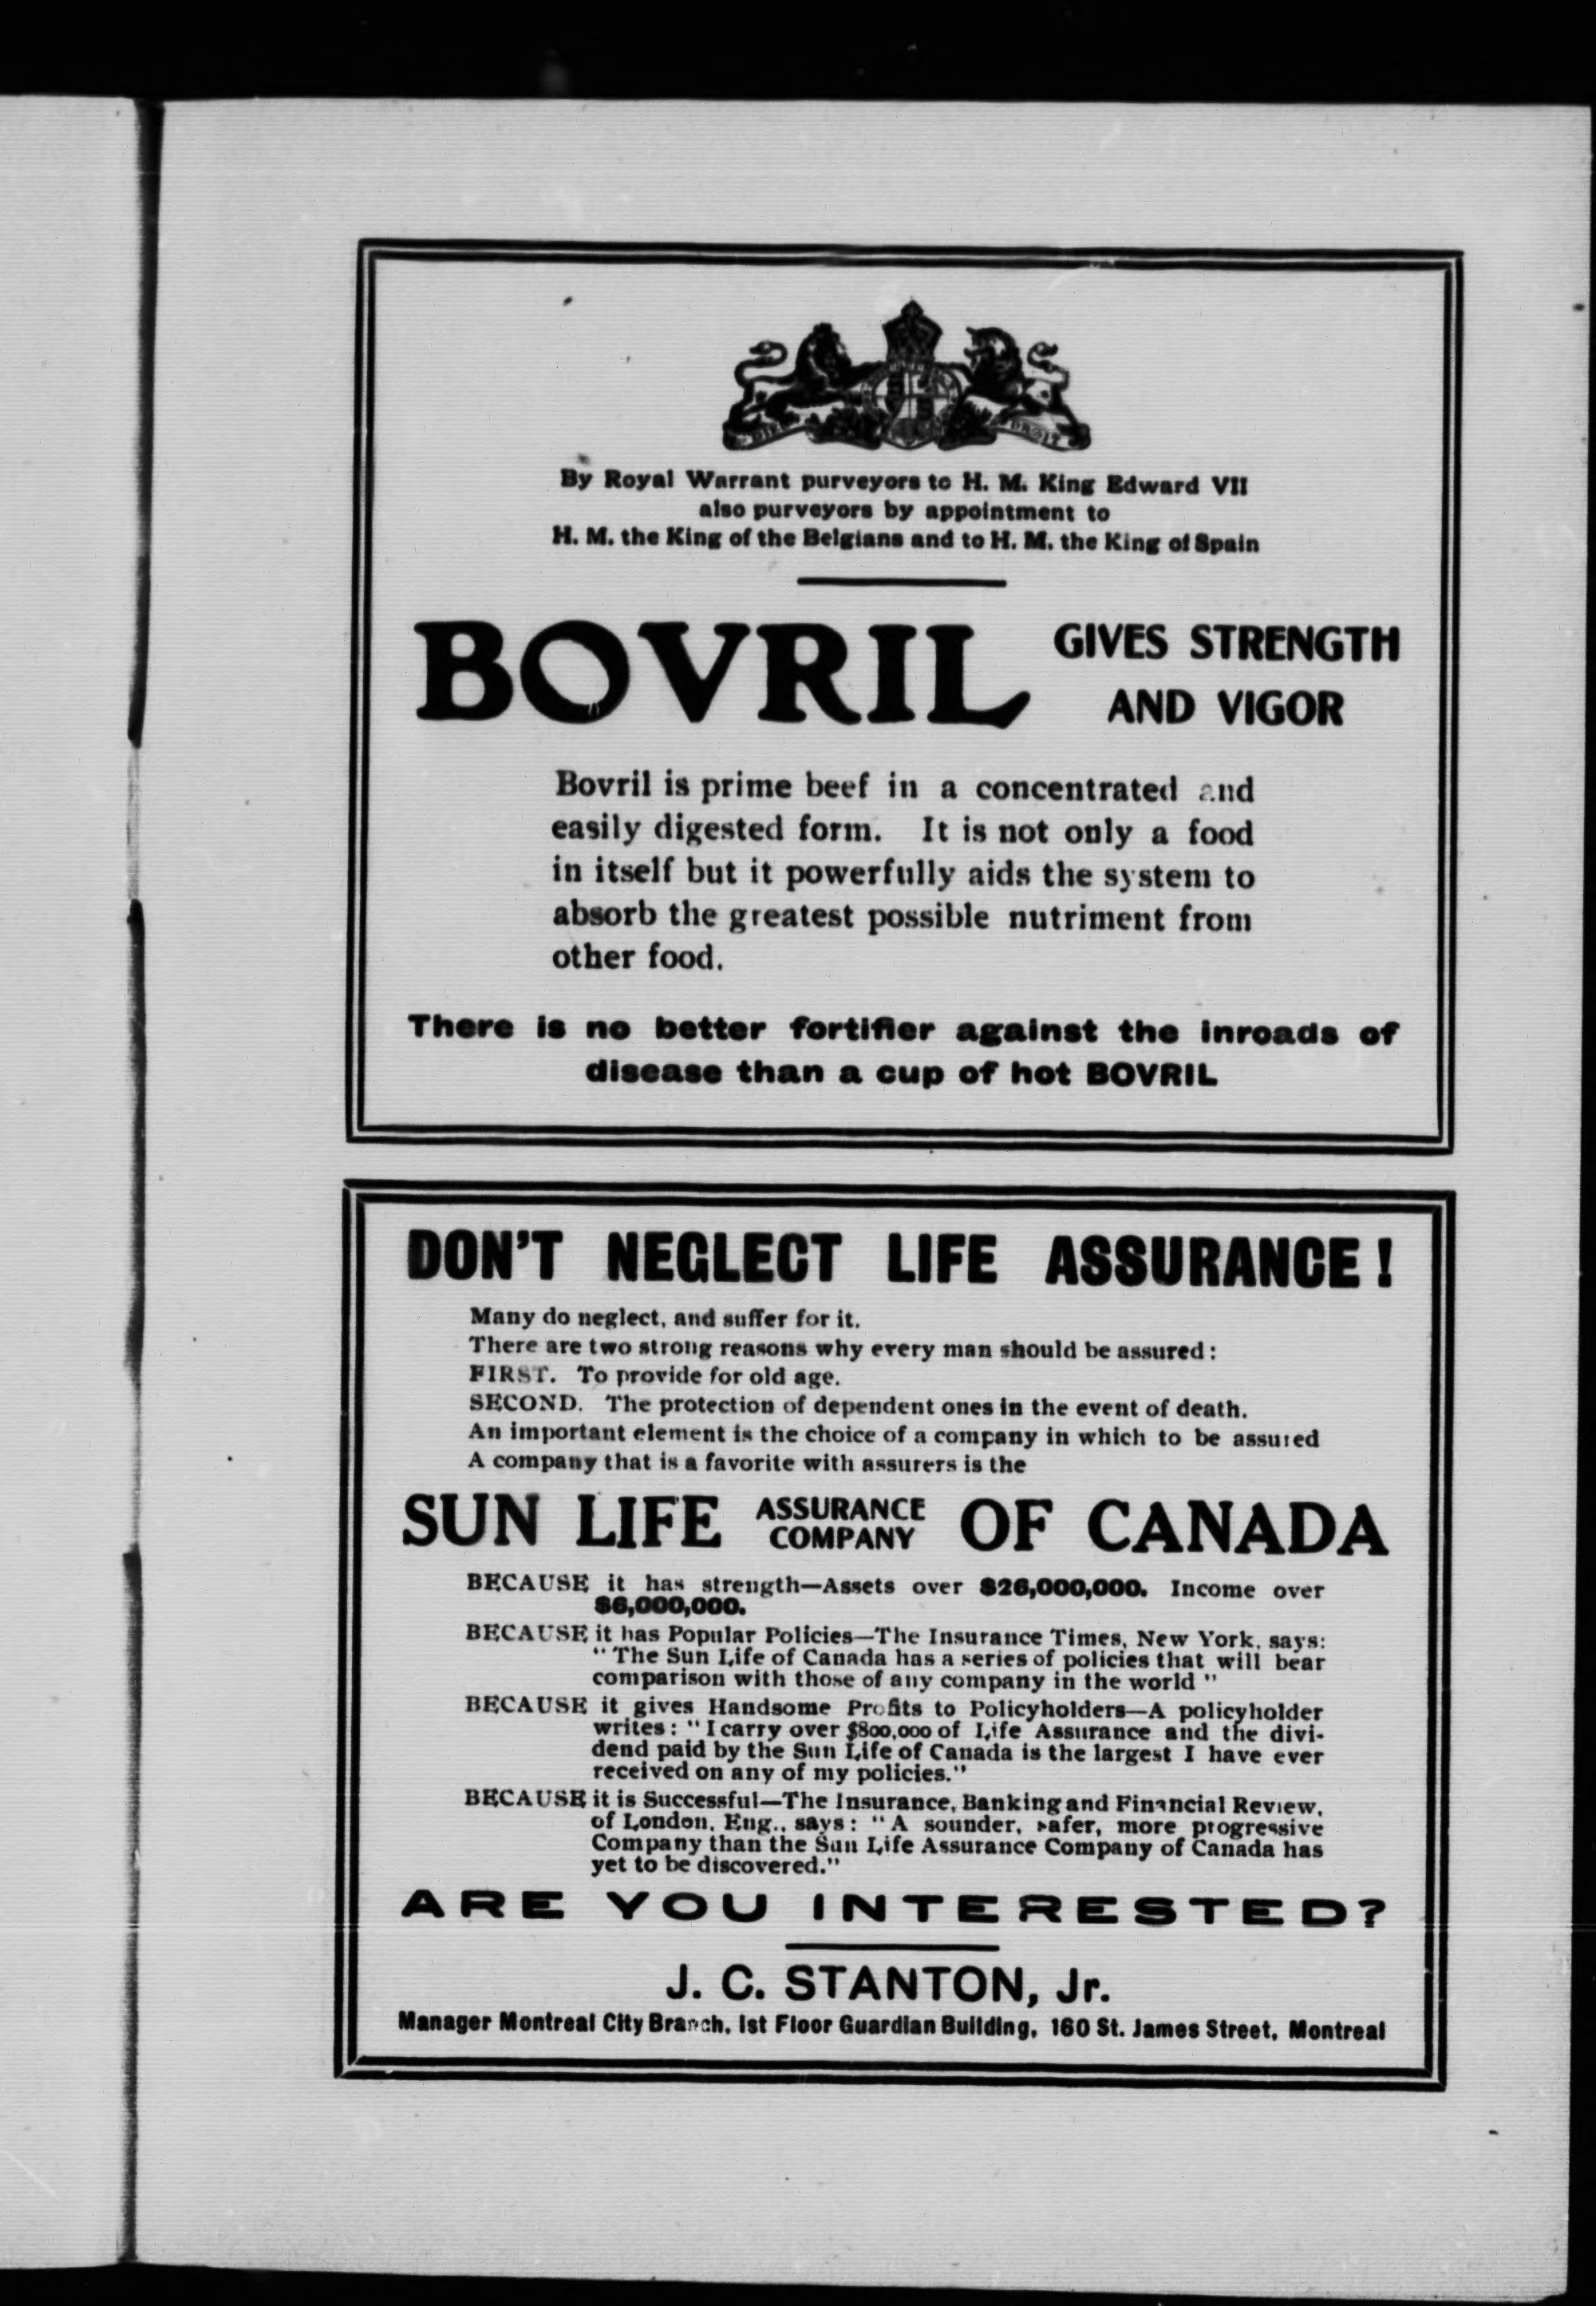 DIEU
DROIT
By Royal Warrant purveyors to H. M. King Edward VII
also purveyors by appointment to
H. M. the King of the Belgians and to H. M. the King of Spain
BOVRIL GIVES STRENGTH
AND VIGOR
Bovril is prime beef in a concentrated and
easily digested form. It is not only a food
in itself but it powerfully aids the system to
absorb the greatest possible nutriment from
other food.
There is no better fortifier against the inroads of
disease than a cup of hot BOVRIL
DON'T NEGLECT LIFE ASSURANCE!
Many do neglect, and suffer for it.
There are two strong reasons why every man should be assured:
FIRST. To provide for old age.
SECOND. The protection of dependent ones in the event of death.
An important element is the choice of a company in which to be assured
A company that is a favorite with assurers is the
SUN LIFE ASSURANCE COMPANY OF CANADA
BECAUSE it has strength—Assets over $26,000,000. Income over
$6,000,000.
BECAUSE it has Popular Policies—The Insurance Times, New York, says:
"The Sun Life of Canada has a series of policies that will bear
comparison with those of any company in the world"
BECAUSE it gives Handsome Profits to Policyholders—A policyholder
writes: "I carry over $800,000 of Life Assurance and the divi-
dend paid by the Sun Life of Canada is the largest I have ever
received on any of my policies."
BECAUSE it is Successful—The Insurance, Banking and Financial Review,
of London, Eng., says: "A sounder, safer, more progressive
Company than the Sun Life Assurance Company of Canada has
yet to be discovered."
ARE YOU INTERESTED?
J. C. STANTON, Jr.
Manager Montreal City Branch, 1st Floor Guardian Building, 160 St. James Street, Montreal